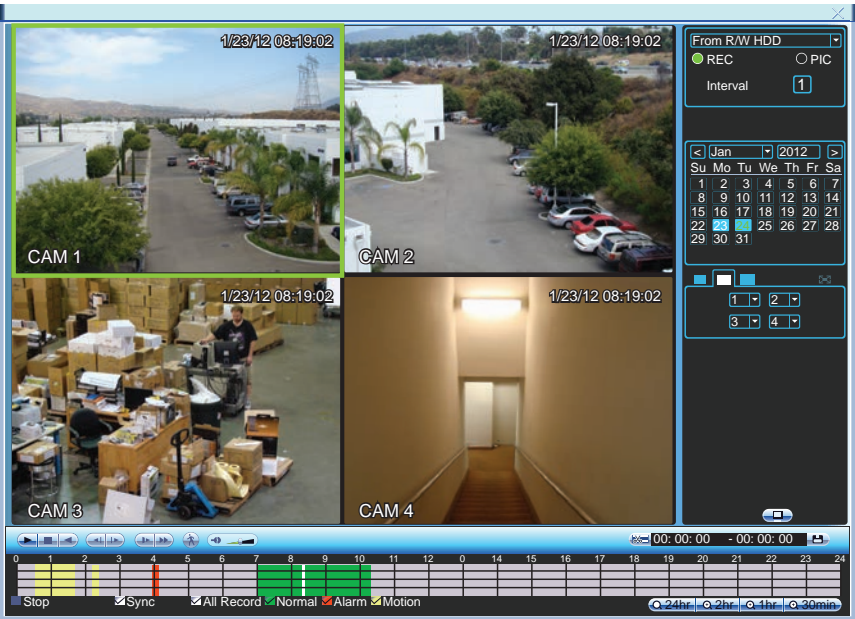 1/23/12 08:19:02
CAM 1
1/23/12 08:19:02
CAM 2
1/23/12 08:19:02
CAM 3
1/23/12 08:19:02
CAM 4
From R/W HDD
REC PIC
Interval 1
< Jan 2012 >
Su Mo Tu We Th Fr Sa
1 2 3 4 5 6 7
8 9 10 11 12 13 14
15 16 17 18 19 20 21
22 23 25 26 27 28
29 30 31
1 2
3 4
00: 00: 00 - 00: 00: 00
0 1 2 3 4 5 6 7 8 9 10 11 12 0 14 15 16 17 18 19 20 21 22 23 24
Stop Sync All Record Normal Alarm Motion
24hr 2hr 1hr 30min